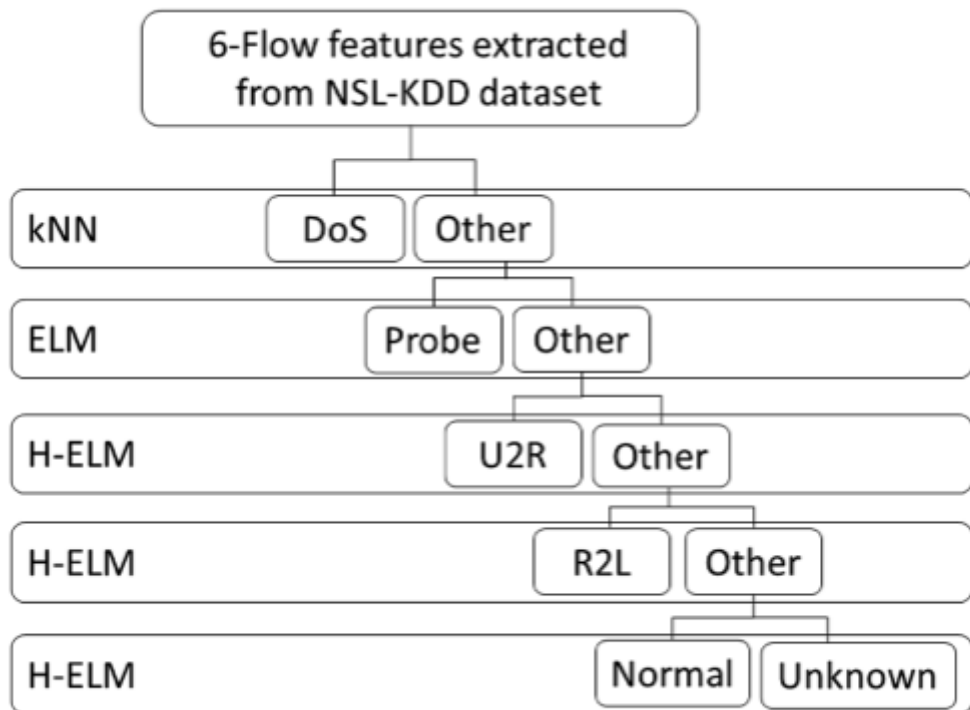 6-Flow features extracted
from NSL-KDD dataset
kNN DoS Other
ELM Probe Other
H-ELM U2R Other
H-ELM R2L Other
H-ELM Normal Unknown